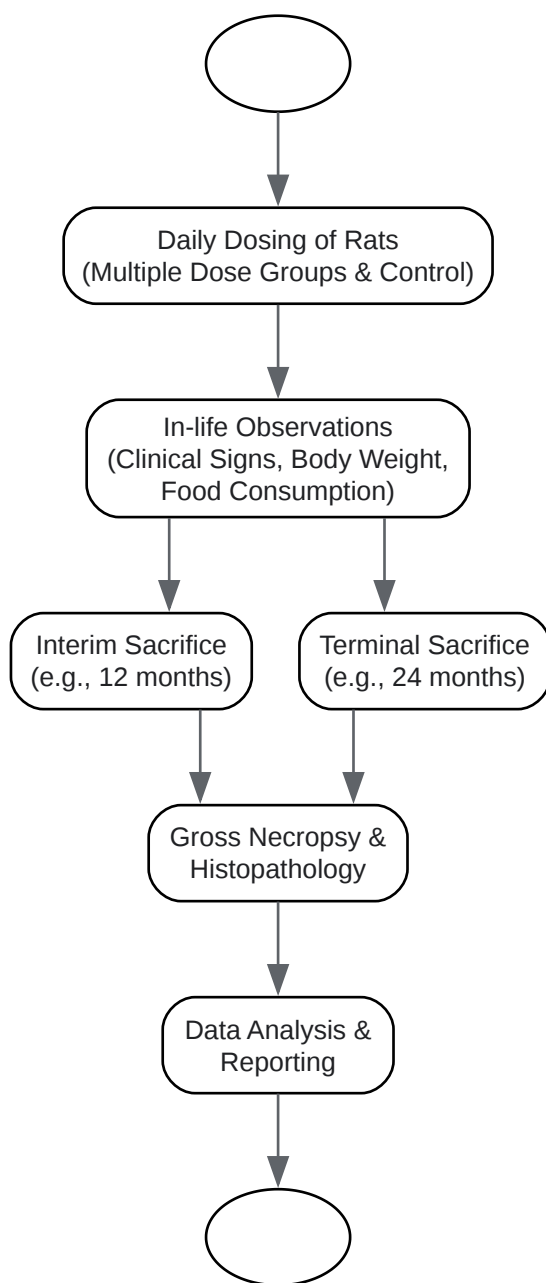 Daily Dosing of Rats
(Multiple Dose Groups & Control)
In-life Observations
(Clinical Signs, Body Weight,
Food Consumption)
Interim Sacrifice
(e.g., 12 months)
Terminal Sacrifice
(e.g., 24 months)
Gross Necropsy &
Histopathology
Data Analysis &
Reporting